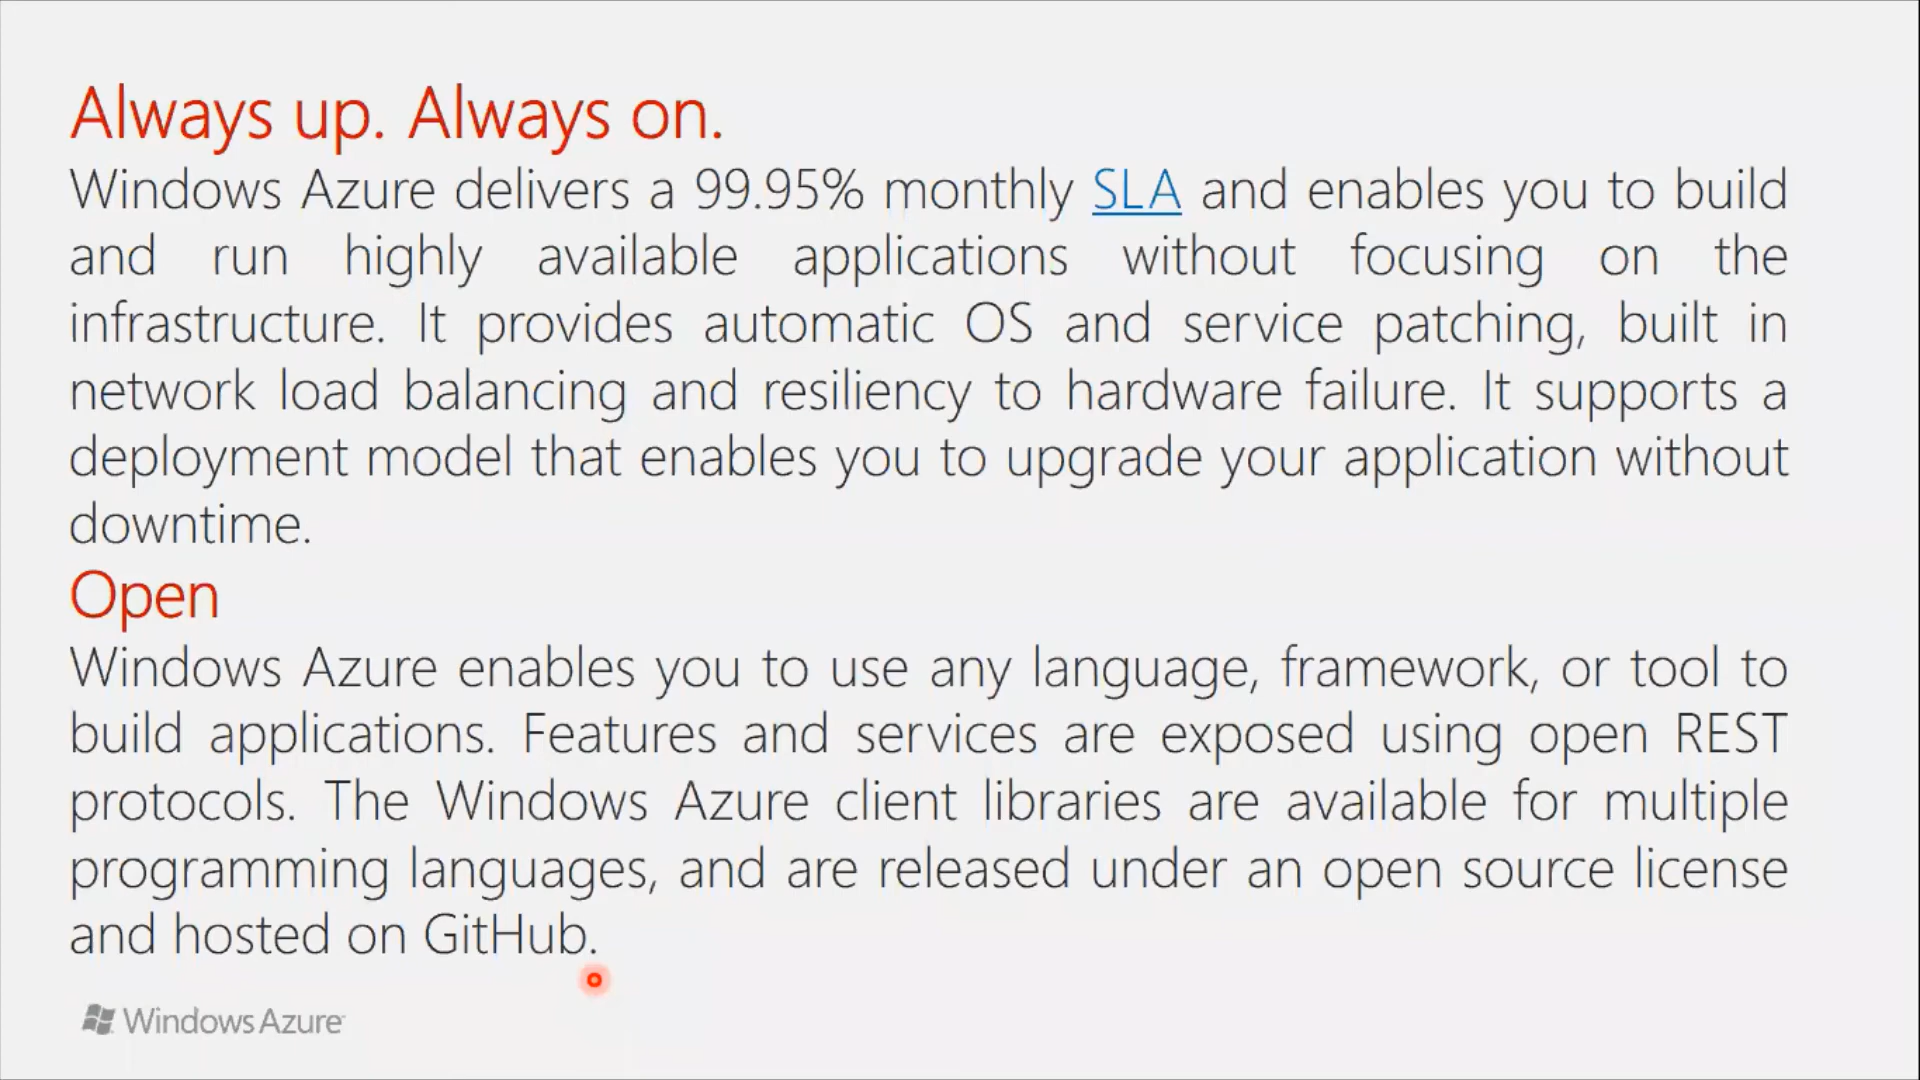 Always up. Always on.
Windows Azure delivers a 99.95% monthly SLA and enables you to build
and run highly available applications without focusing on the
infrastructure. It provides automatic OS and service patching, built in
network load balancing and resiliency to hardware failure. It supports a
deployment model that enables you to upgrade your application without
downtime.
Open
Windows Azure enables you to use any language, framework, or tool to
build applications. Features and services are exposed using open REST
protocols. The Windows Azure client libraries are available for multiple
programming languages, and are released under an open source license
and hosted on GitHub.
Windows Azure